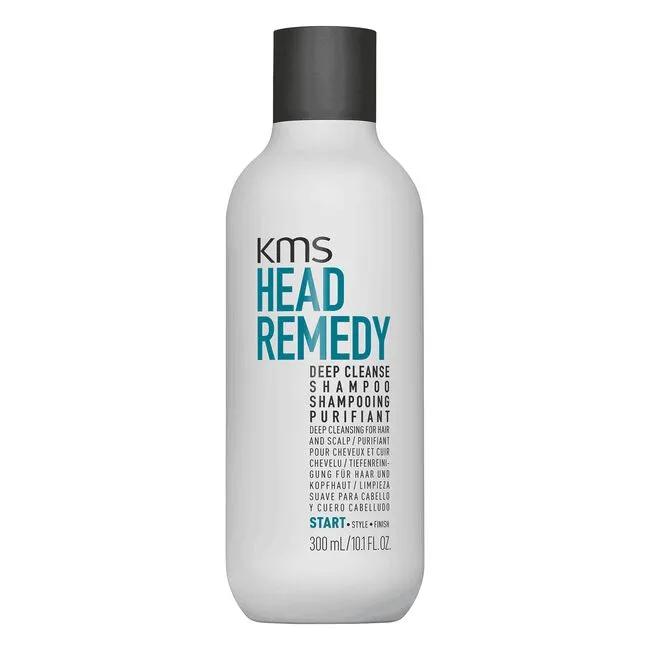 KMS
HEAD
REMEDY
DEEP CLEANSE
SHAMPOO
SHAMPOOING
PURIFIANT
DEEP CLEANSING FOR HAIR
AND SCALP / PURIFIANT
POUR CHEVEUX ET CUIR
CHEVELU / TIEFENREINI-
GUNG FÜR HAAR UND
KOPFHAUT / LIMPIEZA
SUAVE PARA CABELLO
Y CUERO CABELLUDO
START • STYLE • FINISH
300 mL/10.1 FL.OZ.